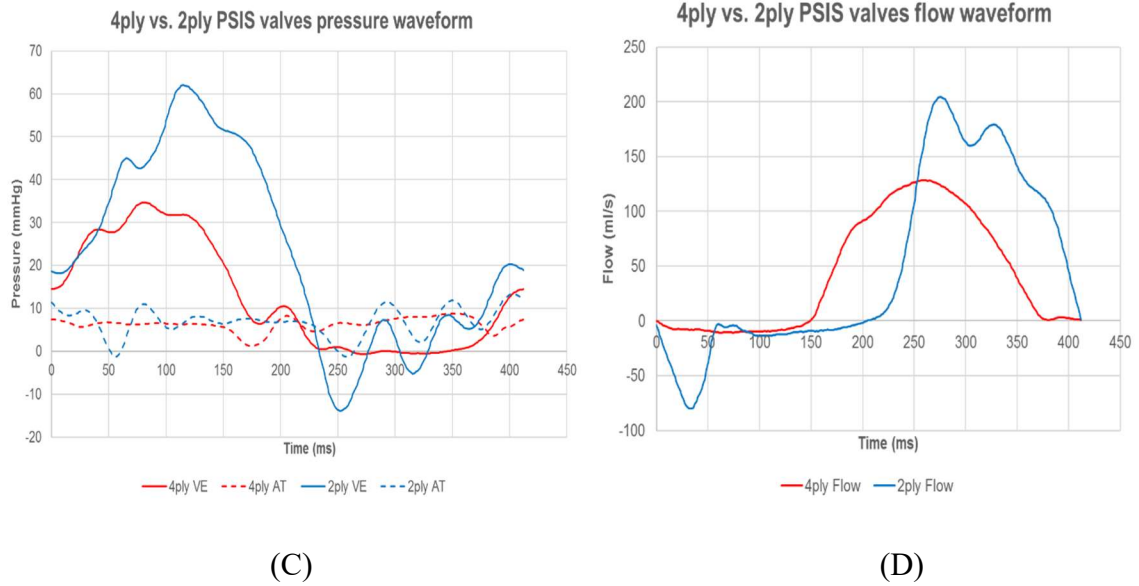 4ply vs. 2ply PSIS valves pressure waveform
70
60
50
40
30
20
10
0
-10
-20
Pressure (mmHg)
0 50 100 150 200 250 300 350 400 450
Time (ms)
4ply VE 4ply AT 2ply VE 2ply AT
(C)
4ply vs. 2ply PSIS valves flow waveform
250
200
150
100
50
0
-50
-100
Flow (ml/s)
0 50 100 150 200 250 300 350 400 450
Time (ms)
4ply Flow 2ply Flow
(D)